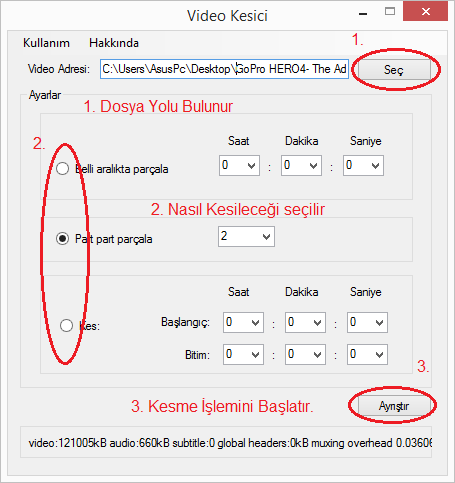 Video Kesici
Kullanım Hakkında
1.
Video Adresi: C:\Users\AsusPc\Desktop\GoPro HERO4- The Ad Seç
Ayarlar
1. Dosya Yolu Bulunur
2.
Saat Dakika Saniye
Belli aralıkta parçala 0 : 0 : 0
2. Nasıl Kesileceği seçilir
Part part parçala 2
Saat Dakika Saniye
Kes: Başlangıç: 0 : 0 : 0
Bitim: 0 : 0 : 0
3.
3. Kesme İşlemini Başlatır. Ayrıştır
video:121005kB audio:660kB subtitle:0 global headers:0kB muxing overhead 0.03606